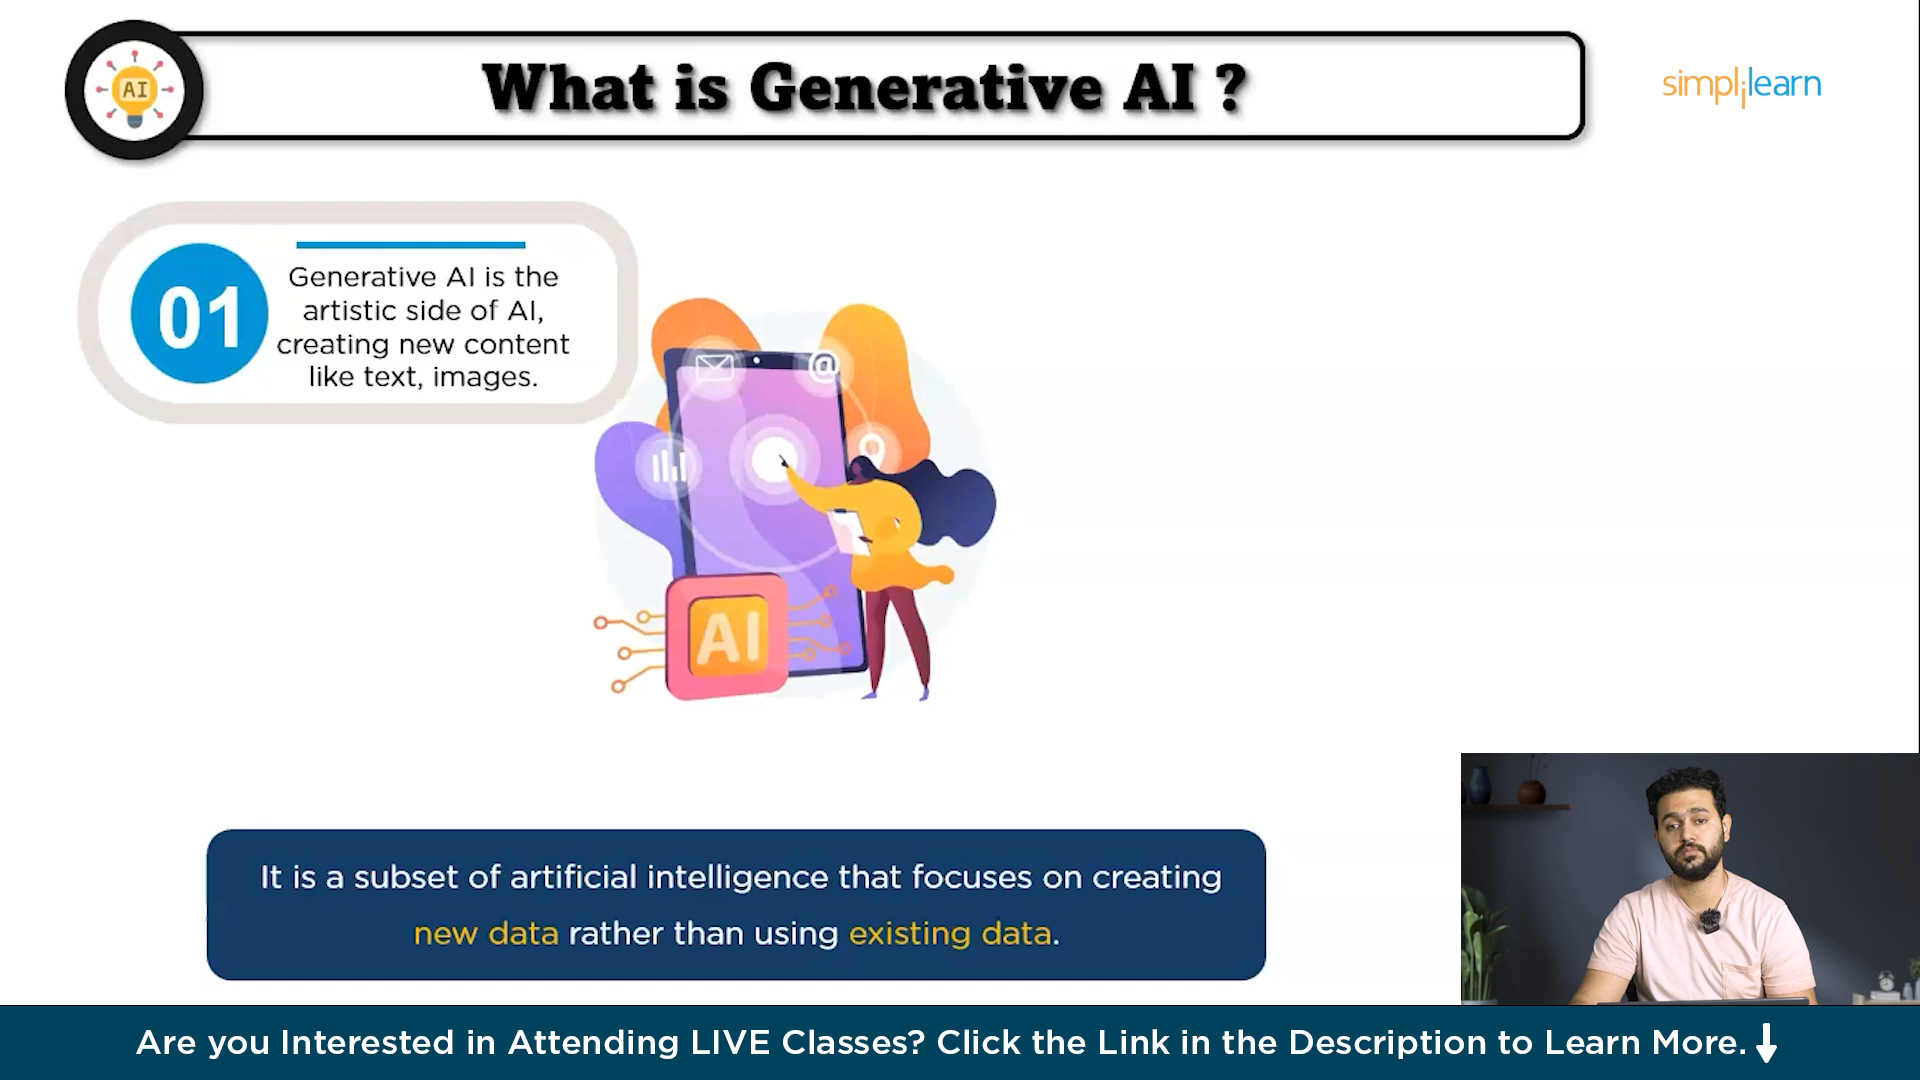 AI
What is Generative AI ?
simplilearn
01
Generative AI is the
artistic side of AI,
creating new content
like text, images.
@
AI
It is a subset of artificial intelligence that focuses on creating
new data rather than using existing data.
Are you Interested in Attending LIVE Classes? Click the Link in the Description to Learn More.